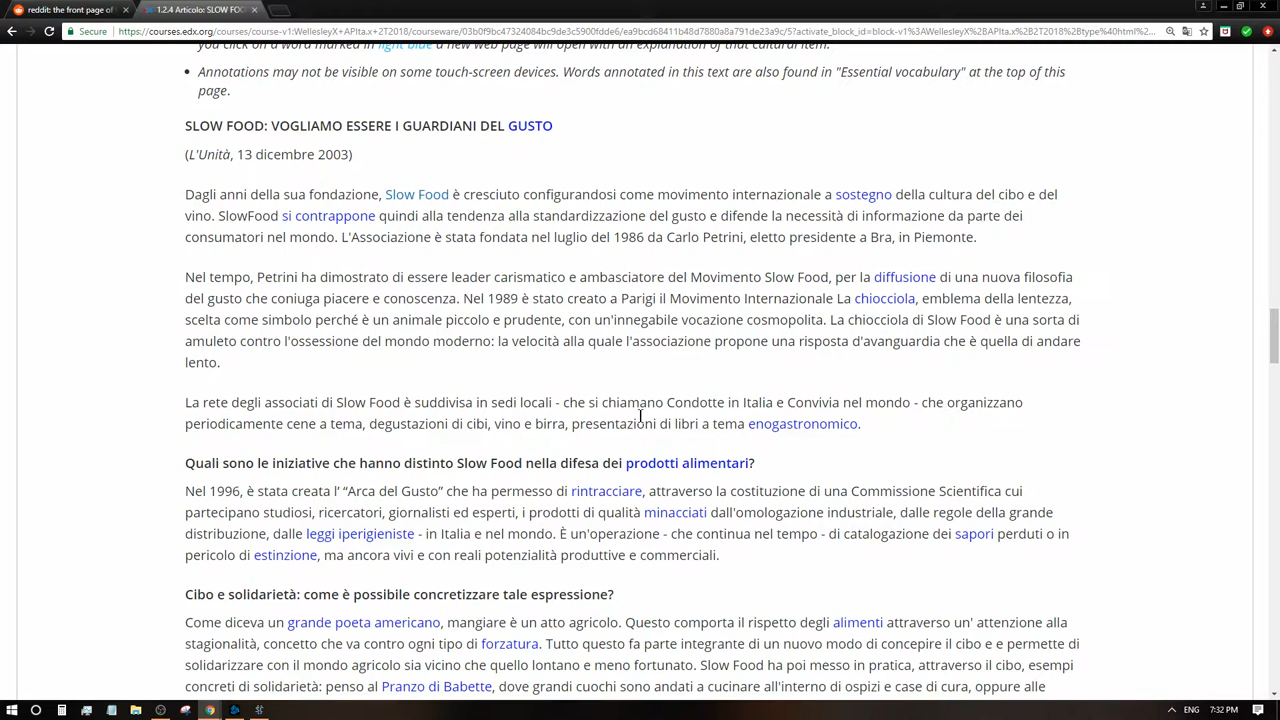 reddit: the front page of
1.2.4 Articolo: SLOW FOO
Secure
https://courses.edx.org/courses/course-v1:WellesleyX+APIta.x+2T2018/courseware/
you click on a word marked in light blue a new web page will open with an explanation of that cultural item.
• Annotations may not be visible on some touch-screen devices. Words annotated in this text are also found in "Essential vocabulary" at the top of this
page.
SLOW FOOD: VOGLIAMO ESSERE I GUARDIANI DEL GUSTO
(L'Unità, 13 dicembre 2003)
Dagli anni della sua fondazione, Slow Food è cresciuto configurandosi come movimento internazionale a sostegno della cultura del cibo e del
vino. SlowFood si contrappone quindi alla tendenza alla standardizzazione del gusto e difende la necessità di informazione da parte dei
consumatori nel mondo. L'Associazione è stata fondata nel luglio del 1986 da Carlo Petrini, eletto presidente a Bra, in Piemonte.
Nel tempo, Petrini ha dimostrato di essere leader carismatico e ambasciatore del Movimento Slow Food, per la diffusione di una nuova filosofia
del gusto che coniuga piacere e conoscenza. Nel 1989 è stato creato a Parigi il Movimento Internazionale La chiocciola, emblema della lentezza,
scelta come simbolo perché è un animale piccolo e prudente, con un'innegabile vocazione cosmopolita. La chiocciola di Slow Food è una sorta di
amuleto contro l'ossessione del mondo moderno: la velocità alla quale l'associazione propone una risposta d'avanguardia che è quella di andare
lento.
La rete degli associati di Slow Food è suddivisa in sedi locali - che si chiamano Condotte in Italia e Convivia nel mondo - che organizzano
periodicamente cene a tema, degustazioni di cibi, vino e birra, presentazioni di libri a tema enogastronomico.
Quali sono le iniziative che hanno distinto Slow Food nella difesa dei prodotti alimentari?
Nel 1996, è stata creata l' “Arca del Gusto” che ha permesso di rintracciare, attraverso la costituzione di una Commissione Scientifica cui
partecipano studiosi, ricercatori, giornalisti ed esperti, i prodotti di qualità minacciati dall'omologazione industriale, dalle regole della grande
distribuzione, dalle leggi iperigieniste - in Italia e nel mondo. È un'operazione - che continua nel tempo - di catalogazione dei sapori perduti o in
pericolo di estinzione, ma ancora vivi e con reali potenzialità produttive e commerciali.
Cibo e solidarietà: come è possibile concretizzare tale espressione?
Come diceva un grande poeta americano, mangiare è un atto agricolo. Questo comporta il rispetto degli alimenti attraverso un' attenzione alla
stagionalità, concetto che va contro ogni tipo di forzatura. Tutto questo fa parte integrante di un nuovo modo di concepire il cibo e e permette di
solidarizzare con il mondo agricolo sia vicino che quello lontano e meno fortunato. Slow Food ha poi messo in pratica, attraverso il cibo, esempi
concreti di solidarietà: penso al Pranzo di Babette, dove grandi cuochi sono andati a cucinare all'interno di ospizi e case di cura, oppure alle
ENG
7:32 PM